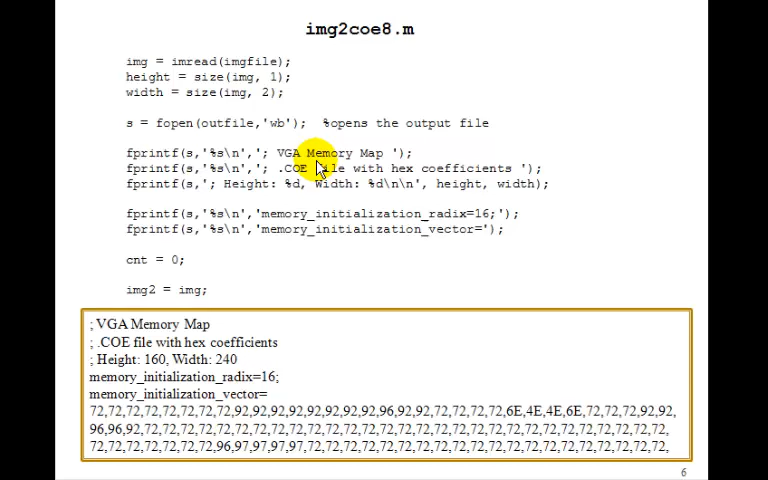 img2coe8.m
img = imread(imgfile);
height = size(img, 1);
width = size(img, 2);
s = fopen(outfile,'wb');  %opens the output file
fprintf(s,'%s\n','; VGA Memory Map ');
fprintf(s,'%s\n','; .COE file with hex coefficients ');
fprintf(s,'; Height: %d, Width: %d\n\n', height, width);
fprintf(s,'%s\n','memory_initialization_radix=16;');
fprintf(s,'%s\n','memory_initialization_vector=');
cnt = 0;
img2 = img;
; VGA Memory Map
; .COE file with hex coefficients
; Height: 160, Width: 240
memory_initialization_radix=16;
memory_initialization_vector=
72,72,72,72,72,72,72,72,92,92,92,92,92,92,92,92,96,92,92,72,72,72,72,6E,4E,4E,6E,72,72,72,92,92,
96,96,92,72,72,72,72,72,72,72,72,72,72,72,72,72,72,72,72,72,72,72,72,72,72,72,72,72,72,72,
72,72,72,72,72,72,72,96,97,97,97,97,72,72,72,72,72,72,72,72,72,72,72,72,72,72,72,72,72,72,72,72,
6